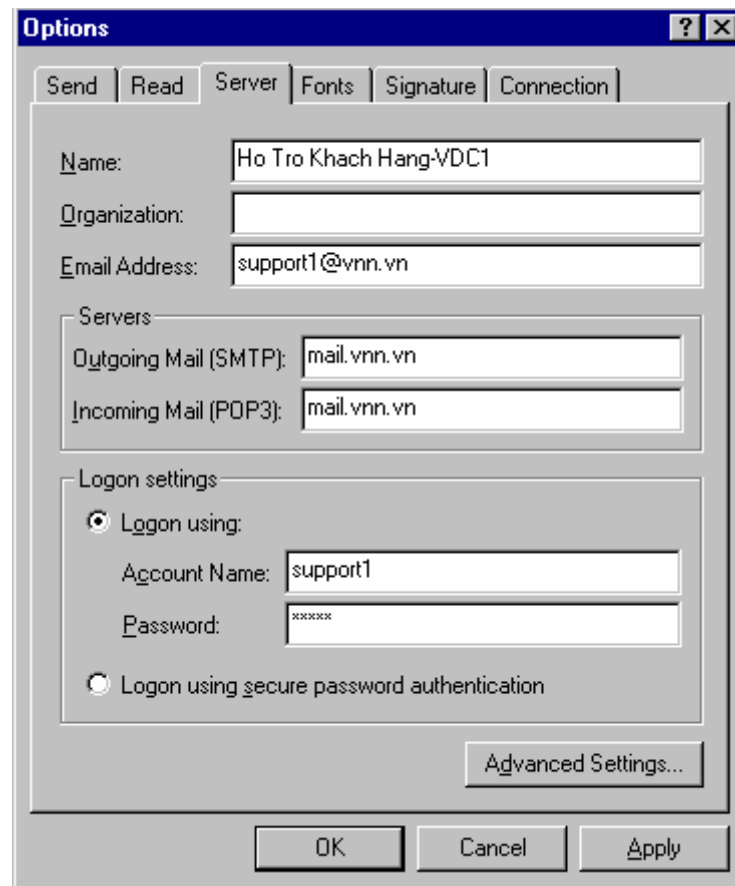 Options
Send Read Server Fonts Signature Connection
Name: Ho Tro Khach Hang-VDC1
Organization:
Email Address: support1@vnn.vn
Servers
Outgoing Mail (SMTP): mail.vnn.vn
Incoming Mail (POP3): mail.vnn.vn
Logon settings
Logon using:
Account Name: support1
Password: *****
Logon using secure password authentication
Advanced Settings...
OK Cancel Apply